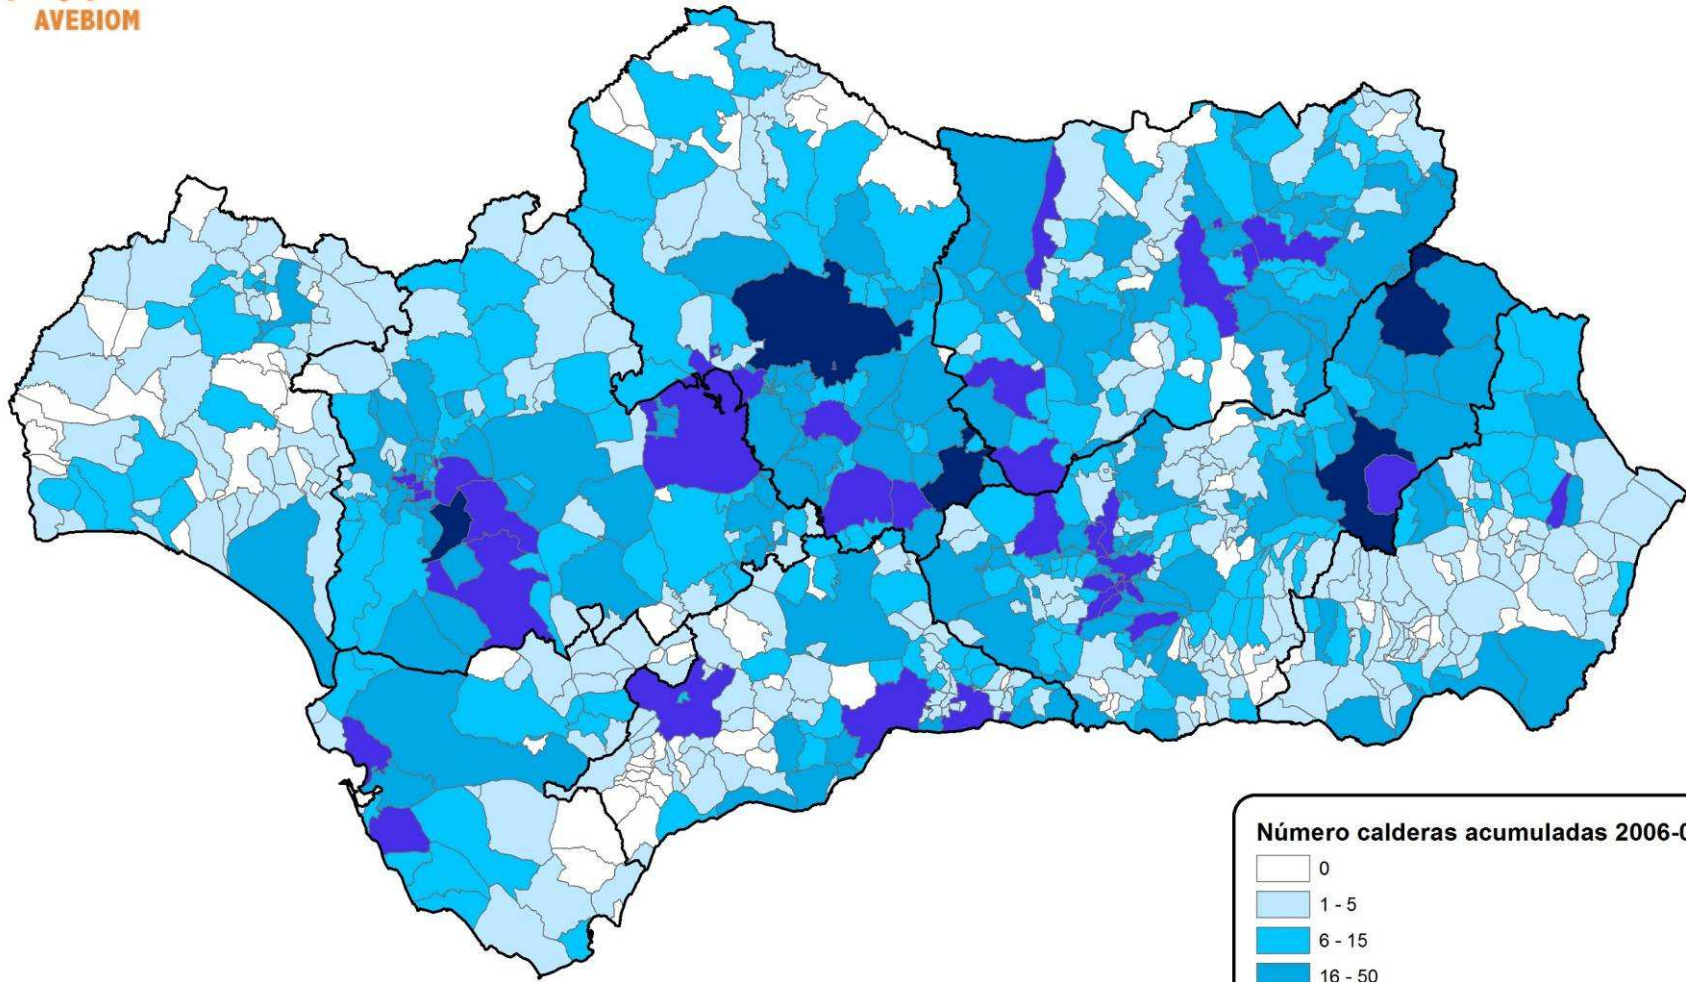 AVEBIOM
Número calderas acumuladas 2006-0
0
1 - 5
6 - 15
16 - 50